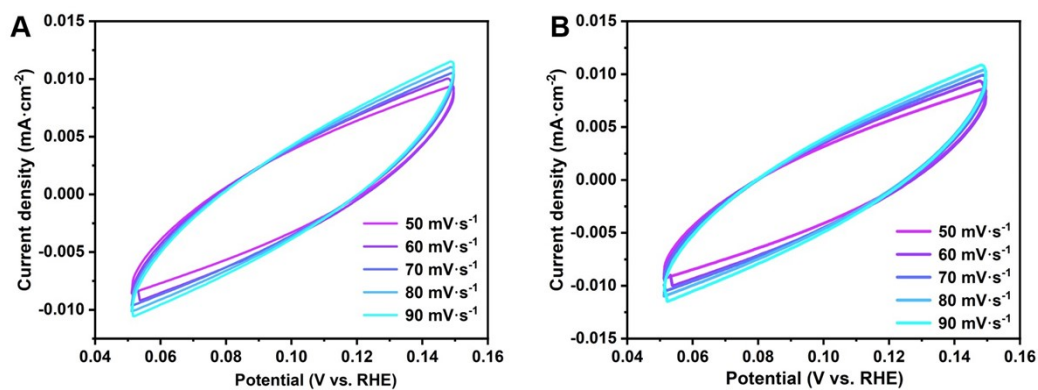 A
Current density (mA·cm⁻²)
0.015
0.010
0.005
0.000
-0.005
-0.010
50 mV·s⁻¹
60 mV·s⁻¹
70 mV·s⁻¹
80 mV·s⁻¹
90 mV·s⁻¹
0.04 0.06 0.08 0.10 0.12 0.14 0.16
Potential (V vs. RHE)
B
Current density (mA·cm⁻²)
0.015
0.010
0.005
0.000
-0.005
-0.010
-0.015
50 mV·s⁻¹
60 mV·s⁻¹
70 mV·s⁻¹
80 mV·s⁻¹
90 mV·s⁻¹
0.04 0.06 0.08 0.10 0.12 0.14 0.16
Potential (V vs. RHE)